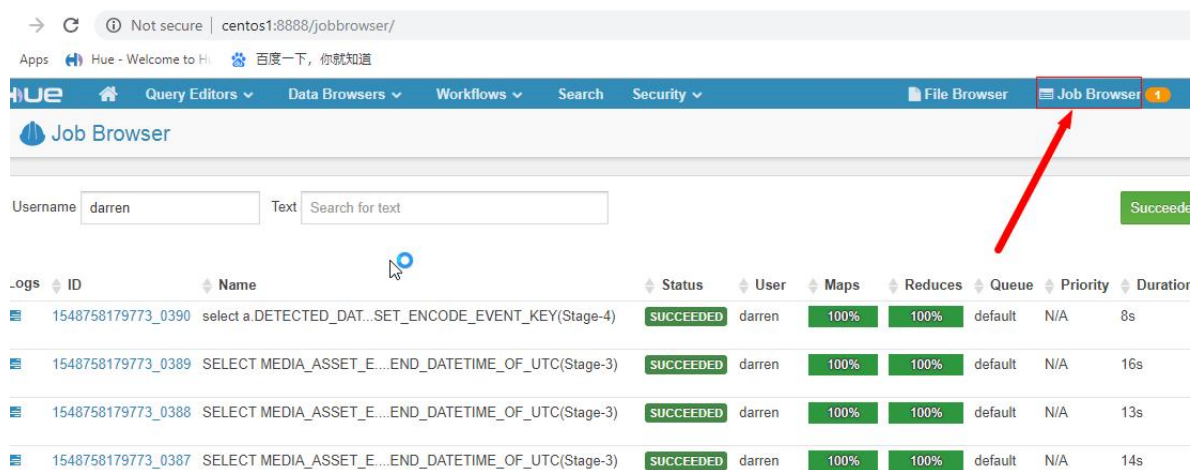 Not secure | centos1:8888/jobbrowser/
Apps Hue - Welcome to H 百度一下，你就知道
HUE Query Editors Data Browsers Workflows Search Security File Browser Job Browser 1
Job Browser
Username darren Text Search for text Succeede
Logs ID Name Status User Maps Reduces Queue Priority Duration
1548758179773_0390 select a.DETECTED_DAT...SET_ENCODE_EVENT_KEY(Stage-4) SUCCEEDED darren 100% 100% default N/A 8s
1548758179773_0389 SELECT MEDIA_ASSET_E....END_DATETIME_OF_UTC(Stage-3) SUCCEEDED darren 100% 100% default N/A 16s
1548758179773_0388 SELECT MEDIA_ASSET_E....END_DATETIME_OF_UTC(Stage-3) SUCCEEDED darren 100% 100% default N/A 13s
1548758179773_0387 SELECT MEDIA_ASSET_E....END_DATETIME_OF_UTC(Stage-3) SUCCEEDED darren 100% 100% default N/A 14s